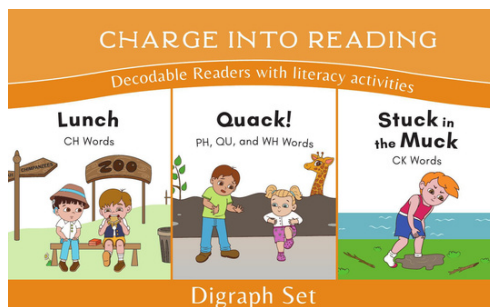 CHARGE INTO READING
Decodable Readers with literacy activities
Lunch
CH Words
ZOO
Quack!
PH, QU, and WH Words
Stuck in
the Muck
CK Words
Digraph Set